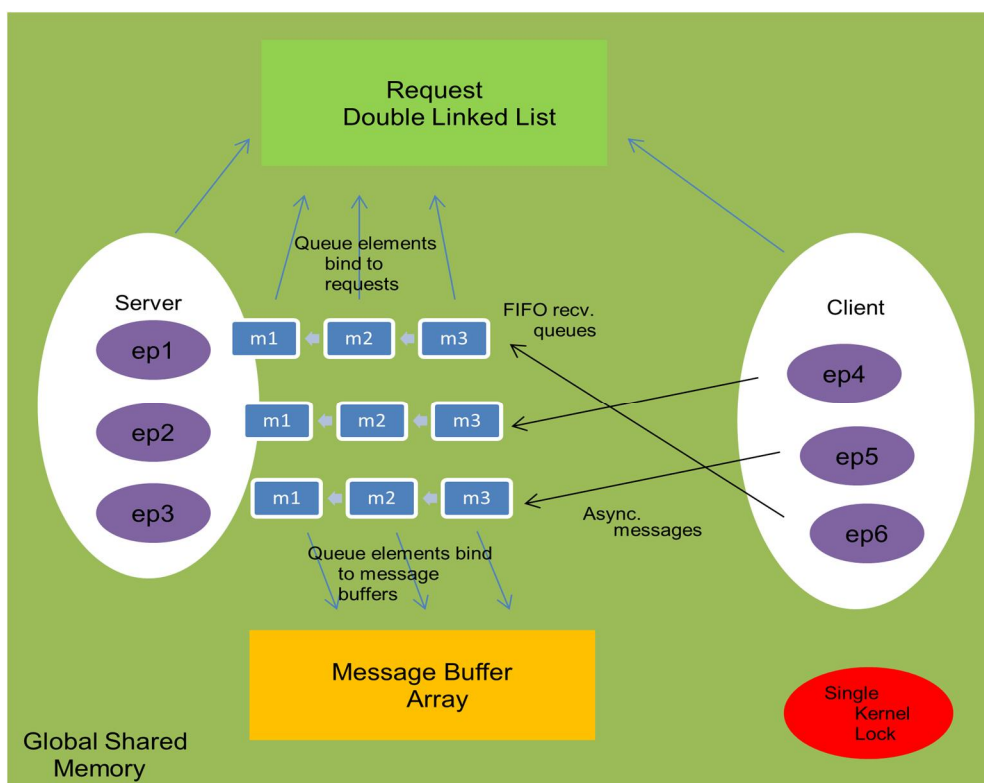 Request
Double Linked List
Queue elements
bind to
requests
Server
FIFO recv.
queues
Client
ep1
m1
m2
m3
ep4
ep2
m1
m2
m3
ep5
ep3
m1
m2
m3
Async.
messages
ep6
Queue elements bind
to message
buffers
Message Buffer
Array
Single
Kernel
Lock
Global Shared
Memory